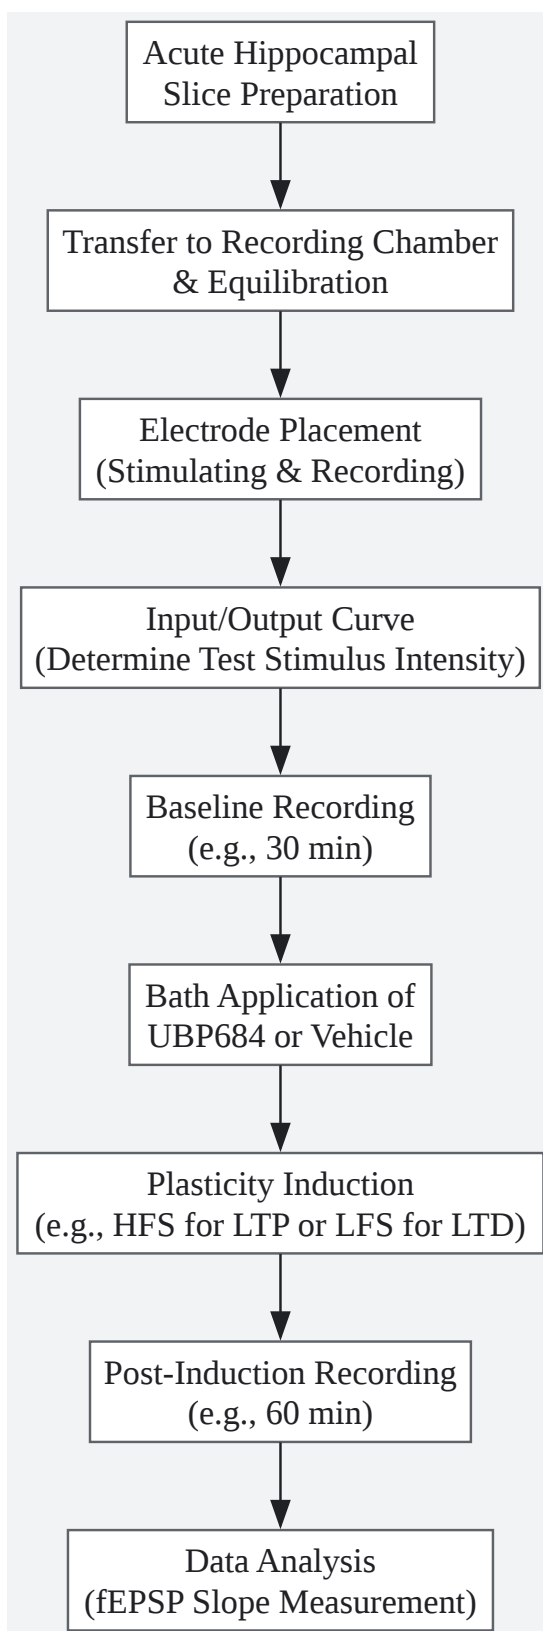 Acute Hippocampal
Slice Preparation
Transfer to Recording Chamber
& Equilibration
Electrode Placement
(Stimulating & Recording)
Input/Output Curve
(Determine Test Stimulus Intensity)
Baseline Recording
(e.g., 30 min)
Bath Application of
UBP684 or Vehicle
Plasticity Induction
(e.g., HFS for LTP or LFS for LTD)
Post-Induction Recording
(e.g., 60 min)
Data Analysis
(fEPSP Slope Measurement)